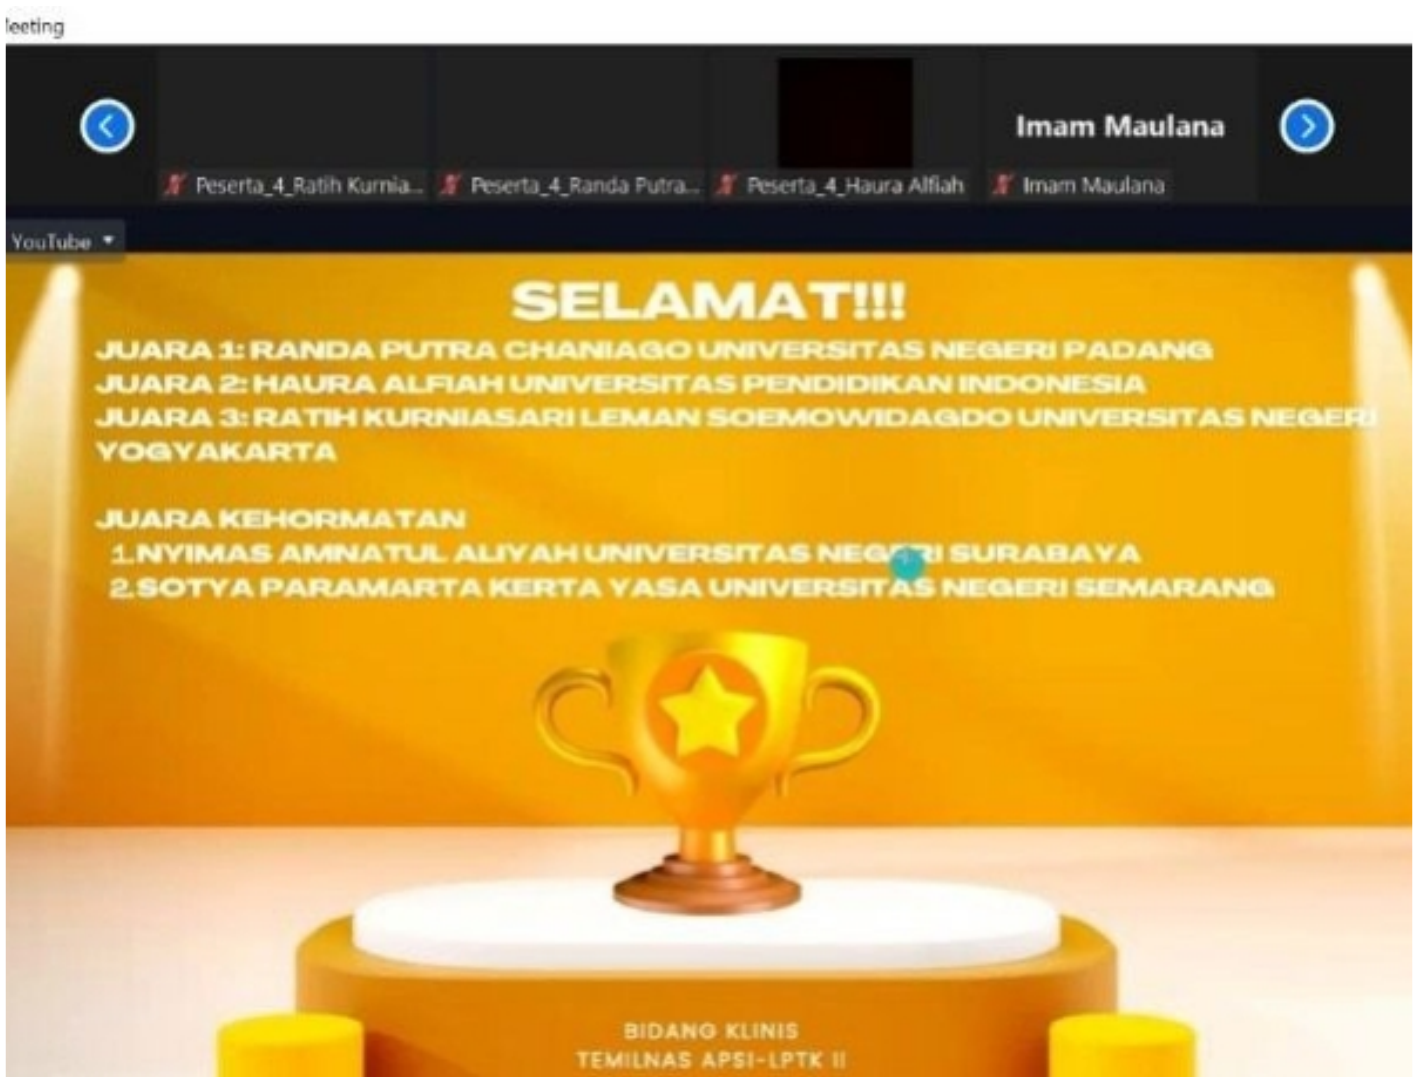 leeting
Imam Maulana
Peserta_4_Ratih Kurnia... Peserta_4_Randa Putra... Peserta_4_Haura Alfiah Imam Maulana
YouTube
SELAMAT!!!
JUARA 1: RANDA PUTRA CHANIAGO UNIVERSITAS NEGERI PADANG
JUARA 2: HAURA ALFIAH UNIVERSITAS PENDIDIKAN INDONESIA
JUARA 3: RATIH KURNIASARI LEMAN SOEMOWIDAGDO UNIVERSITAS NEGERI
YOGYAKARTA
JUARA KEHORMATAN
1.NYIMAS AMNATUL ALIYAH UNIVERSITAS NEGERI SURABAYA
2.SOTYA PARAMARTA KERTA YASA UNIVERSITAS NEGERI SEMARANG
BIDANG KLINIS
TEMILNAS APSI-LPTK II